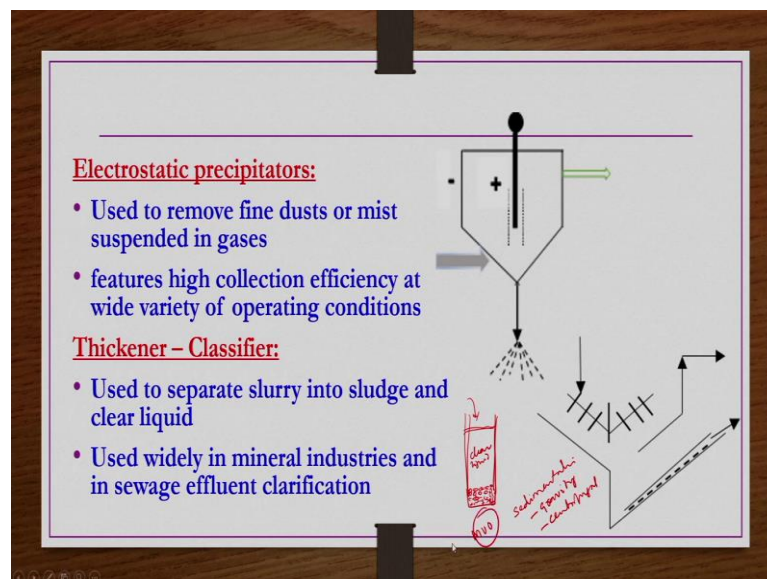 Electrostatic precipitators:
• Used to remove fine dusts or mist
suspended in gases
• features high collection efficiency at
wide variety of operating conditions
Thickener – Classifier:
• Used to separate slurry into sludge and
clear liquid
• Used widely in mineral industries and
in sewage effluent clarification
- +
clear
MUD
sedimentation
- gravity
- centrifugal